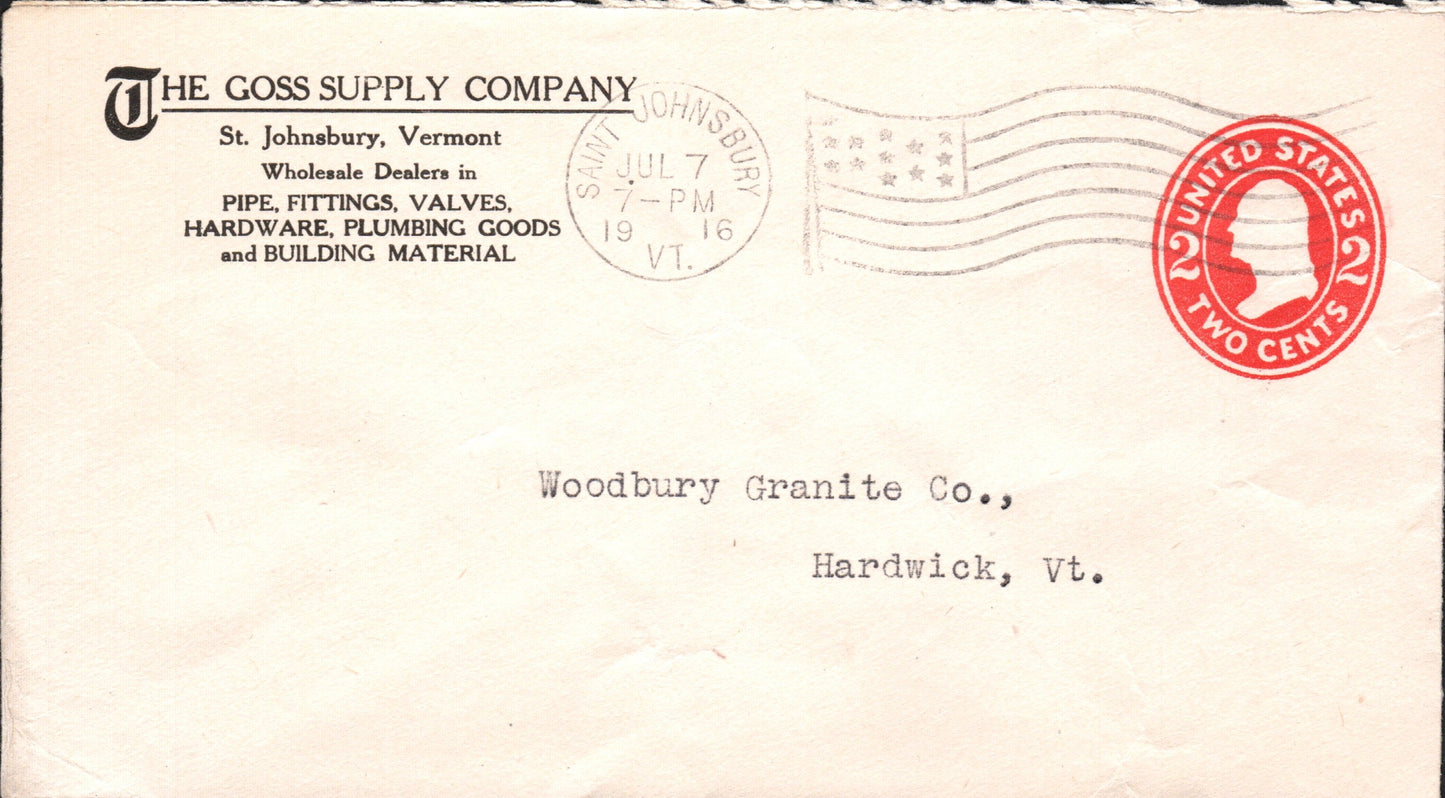 THE GOSS SUPPLY COMPANY
St. Johnsbury, Vermont
Wholesale Dealers in
PIPE, FITTINGS, VALVES,
HARDWARE, PLUMBING GOODS
and BUILDING MATERIAL
SAINT JOHNSBURY
JUL 7
7-PM
19 16
VT.
UNITED STATES
2 2
TWO CENTS
Woodbury Granite Co.,
Hardwick, Vt.